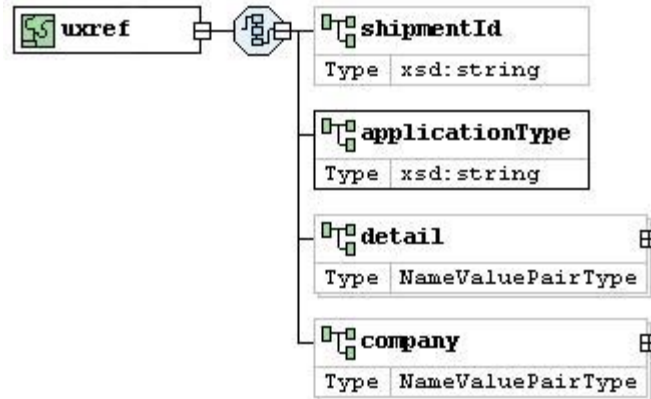 uxref
shipmentId
Type xsd:string
applicationType
Type xsd:string
detail
Type NameValuePairType
company
Type NameValuePairType